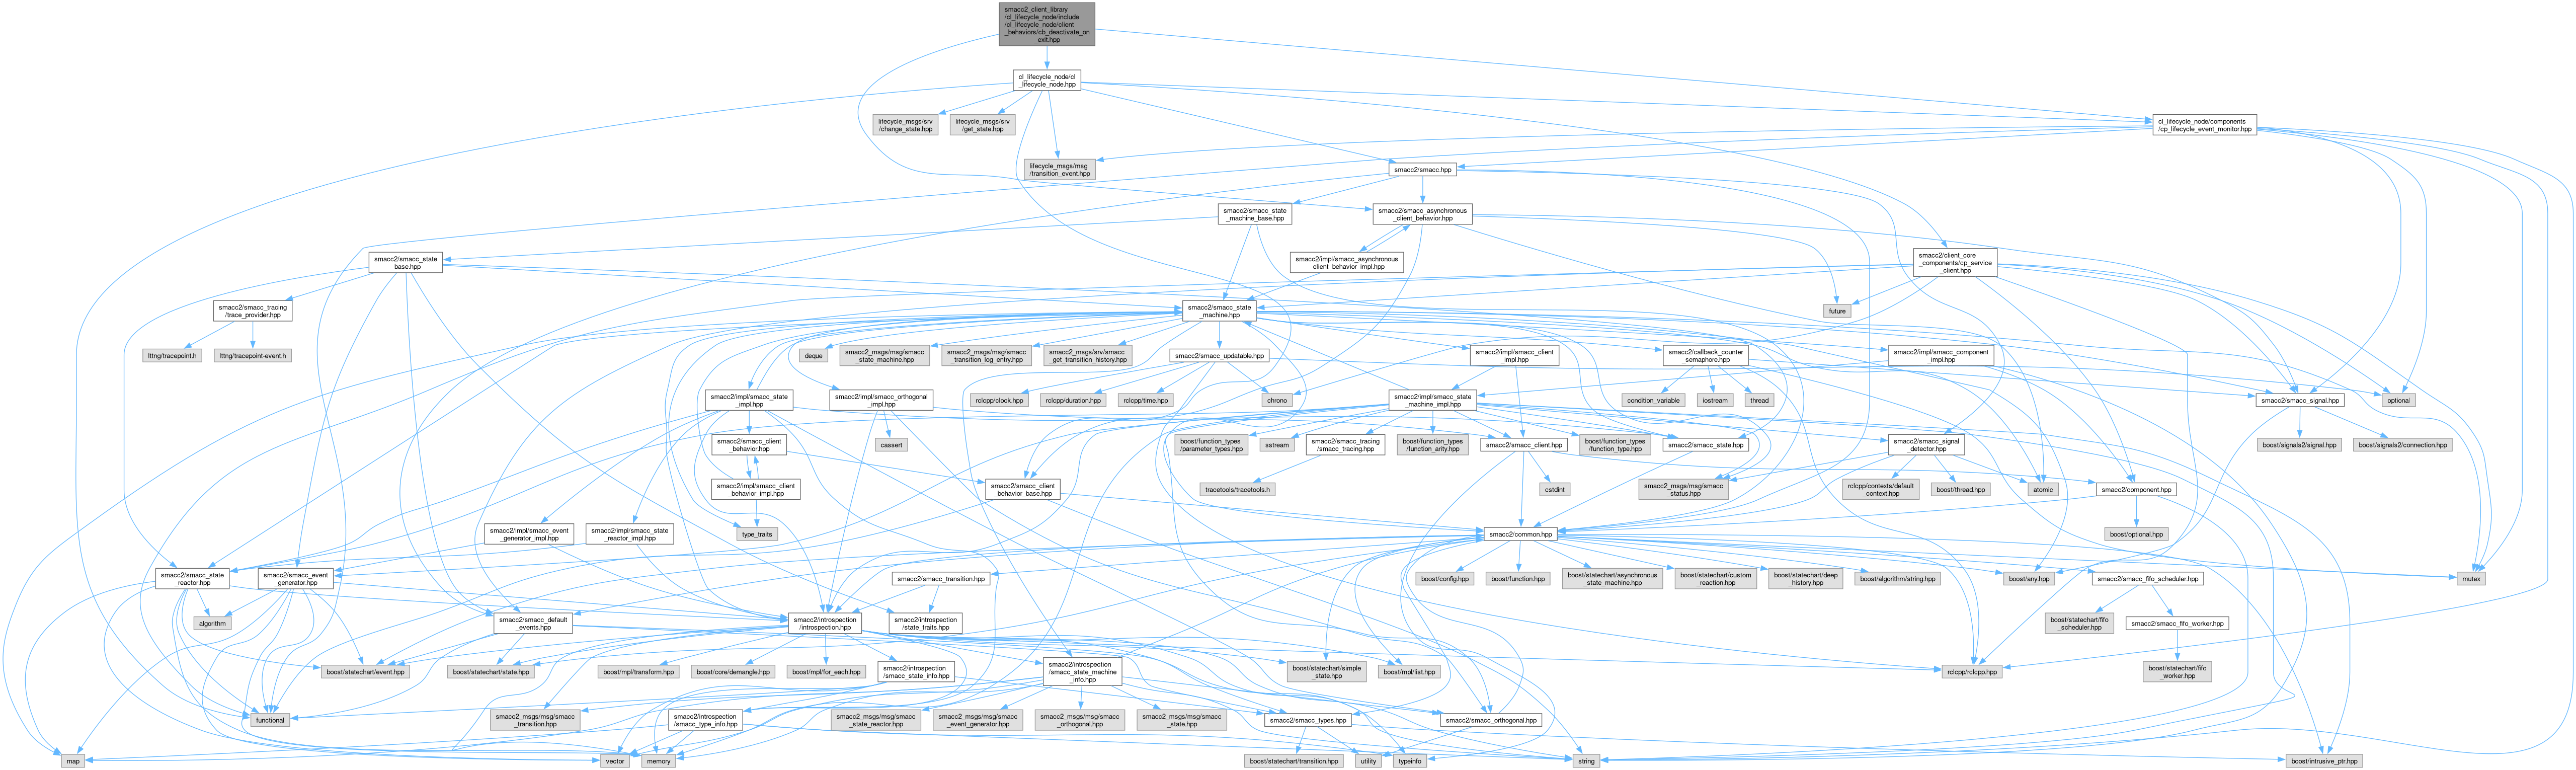 smacc2_client_library
/cl_lifecycle_node/include
/cl_lifecycle_node/client
_behaviors/cb_deactivate_on
_exit.hpp
cl_lifecycle_node/cl
_lifecycle_node.hpp
lifecycle_msgs/srv
/change_state.hpp
lifecycle_msgs/srv
/get_state.hpp
cl_lifecycle_node/components
/cp_lifecycle_event_monitor.hpp
lifecycle_msgs/msg
/transition_event.hpp
smacc2/smacc.hpp
smacc2/smacc_state
_machine_base.hpp
smacc2/smacc_asynchronous
_client_behavior.hpp
smacc2/smacc_state
_base.hpp
smacc2/impl/smacc_asynchronous
_client_behavior_impl.hpp
smacc2/client_core
_components/cp_service
_client.hpp
smacc2/smacc_tracing
/trace_provider.hpp
smacc2/smacc_state
_machine.hpp
future
lttng/tracepoint.h
lttng/tracepoint-event.h
deque
smacc2_msgs/msg/smacc
_state_machine.hpp
smacc2_msgs/msg/smacc
_transition_log_entry.hpp
smacc2_msgs/srv/smacc
_get_transition_history.hpp
smacc2/smacc_updatable.hpp
smacc2/impl/smacc_client
_impl.hpp
smacc2/callback_counter
_semaphore.hpp
smacc2/impl/smacc_component
_impl.hpp
smacc2/impl/smacc_state
_impl.hpp
smacc2/impl/smacc_orthogonal
_impl.hpp
rclcpp/clock.hpp
rclcpp/duration.hpp
rclcpp/time.hpp
chrono
smacc2/impl/smacc_state
_machine_impl.hpp
condition_variable
iostream
thread
smacc2/smacc_signal.hpp
optional
smacc2/smacc_client
_behavior.hpp
cassert
boost/function_types
/parameter_types.hpp
sstream
smacc2/smacc_tracing
/smacc_tracing.hpp
boost/function_types
/function_arity.hpp
smacc2/smacc_client.hpp
boost/function_types
/function_type.hpp
smacc2/smacc_state.hpp
smacc2/smacc_signal
_detector.hpp
boost/signals2/signal.hpp
boost/signals2/connection.hpp
smacc2/impl/smacc_client
_behavior_impl.hpp
smacc2/smacc_client
_behavior_base.hpp
tracetools/tracetools.h
cstdint
smacc2_msgs/msg/smacc
_status.hpp
rclcpp/contexts/default
_context.hpp
boost/thread.hpp
atomic
smacc2/component.hpp
smacc2/impl/smacc_event
_generator_impl.hpp
smacc2/impl/smacc_state
_reactor_impl.hpp
type_traits
smacc2/common.hpp
boost/optional.hpp
smacc2/smacc_state
_reactor.hpp
smacc2/smacc_event
_generator.hpp
smacc2/smacc_transition.hpp
boost/config.hpp
boost/function.hpp
boost/statechart/asynchronous
_state_machine.hpp
boost/statechart/custom
_reaction.hpp
boost/statechart/deep
_history.hpp
boost/algorithm/string.hpp
boost/any.hpp
smacc2/smacc_fifo_scheduler.hpp
mutex
algorithm
smacc2/smacc_default
_events.hpp
smacc2/introspection
/introspection.hpp
smacc2/introspection
/state_traits.hpp
boost/statechart/fifo
_scheduler.hpp
smacc2/smacc_fifo_worker.hpp
boost/statechart/event.hpp
boost/statechart/state.hpp
boost/mpl/transform.hpp
boost/core/demangle.hpp
boost/mpl/for_each.hpp
smacc2/introspection
/smacc_state_info.hpp
smacc2/introspection
/smacc_state_machine
_info.hpp
boost/statechart/simple
_state.hpp
boost/mpl/list.hpp
rclcpp/rclcpp.hpp
boost/statechart/fifo
_worker.hpp
functional
smacc2_msgs/msg/smacc
_transition.hpp
smacc2/introspection
/smacc_type_info.hpp
smacc2_msgs/msg/smacc
_state_reactor.hpp
smacc2_msgs/msg/smacc
_event_generator.hpp
smacc2_msgs/msg/smacc
_orthogonal.hpp
smacc2_msgs/msg/smacc
_state.hpp
smacc2/smacc_types.hpp
smacc2/smacc_orthogonal.hpp
map
vector
memory
boost/statechart/transition.hpp
utility
typeinfo
string
boost/intrusive_ptr.hpp